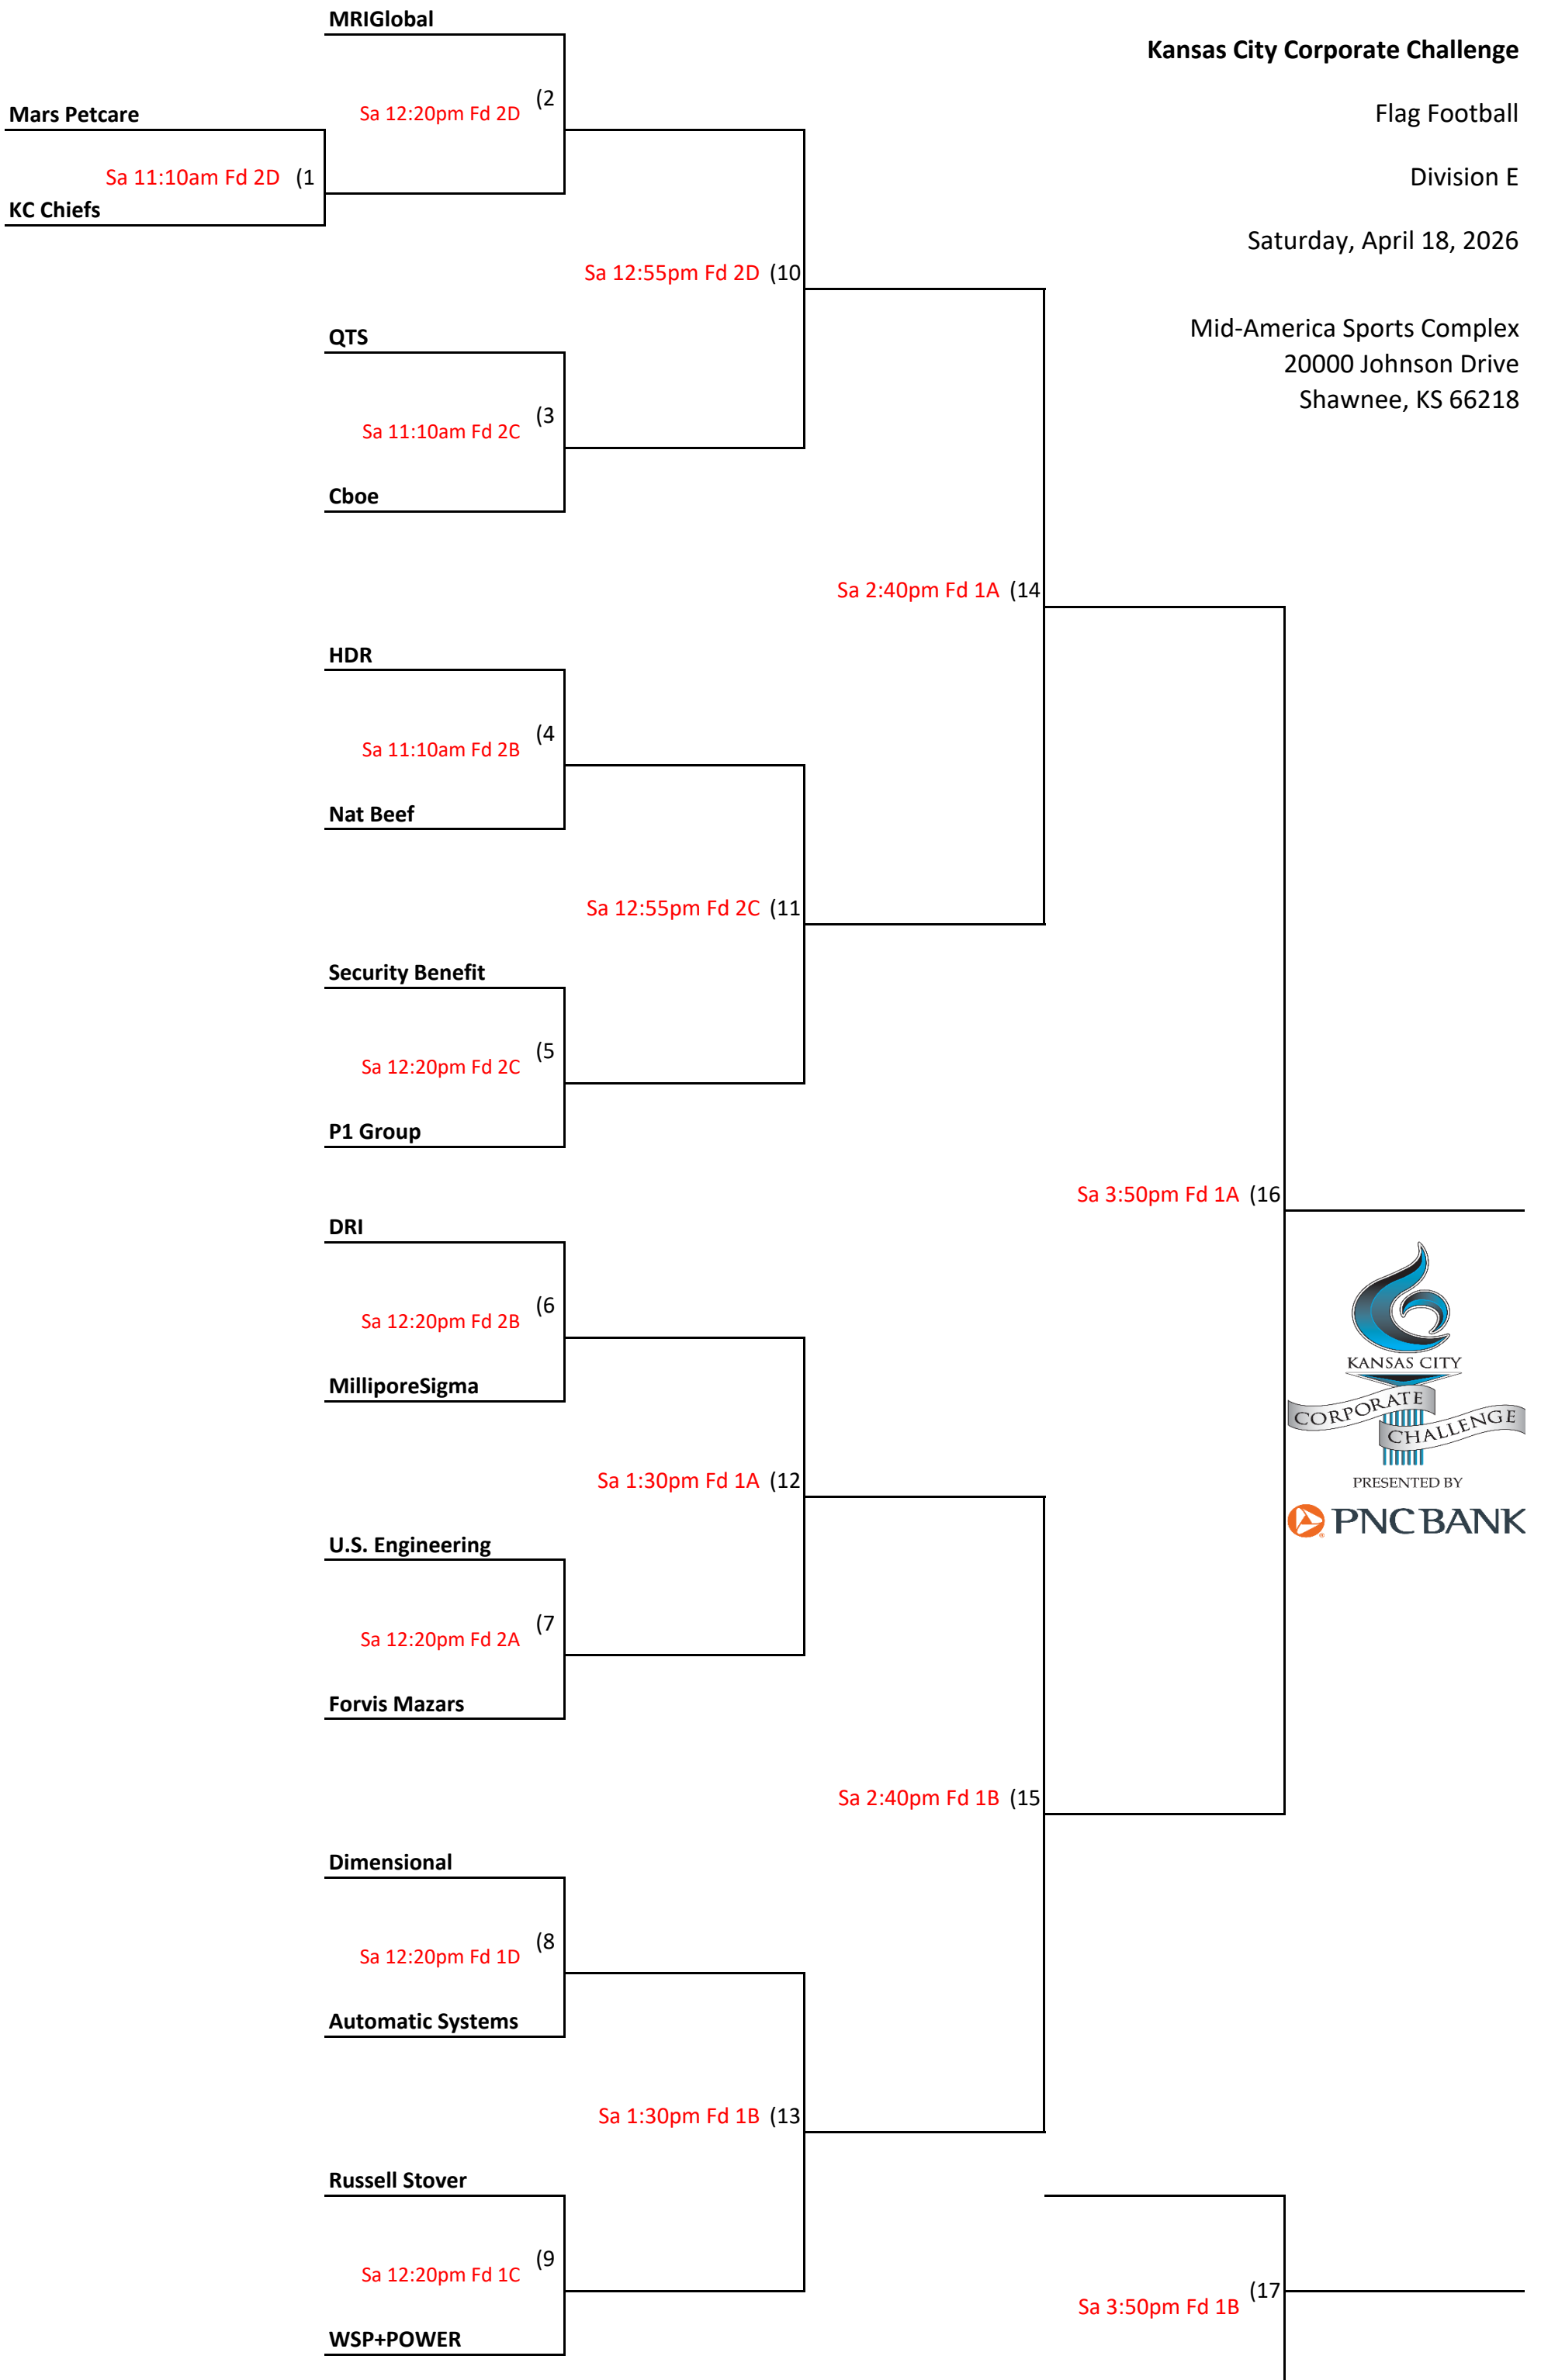 MRIGlobal
Kansas City Corporate Challenge
(2
Sa 12:20pm Fd 2D
Mars Petcare
Flag Football
Sa 11:10am Fd 2D (1
Division E
KC Chiefs
Saturday, April 18, 2026
Sa 12:55pm Fd 2D (10
Mid-America Sports Complex
20000 Johnson Drive
Shawnee, KS 66218
QTS
(3
Sa 11:10am Fd 2C
Cboe
Sa 2:40pm Fd 1A (14
HDR
(4
Sa 11:10am Fd 2B
Nat Beef
Sa 12:55pm Fd 2C (11
Security Benefit
(5
Sa 12:20pm Fd 2C
P1 Group
Sa 3:50pm Fd 1A (16
DRI
(6
Sa 12:20pm Fd 2B
KANSAS CITY
MilliporeSigma
CORPORATE
CHALLENGE
Sa 1:30pm Fd 1A (12
PRESENTED BY
PNC BANK
U.S. Engineering
(7
Sa 12:20pm Fd 2A
Forvis Mazars
Sa 2:40pm Fd 1B (15
Dimensional
(8
Sa 12:20pm Fd 1D
Automatic Systems
Sa 1:30pm Fd 1B (13
Russell Stover
(9
Sa 12:20pm Fd 1C
(17
Sa 3:50pm Fd 1B
WSP+POWER